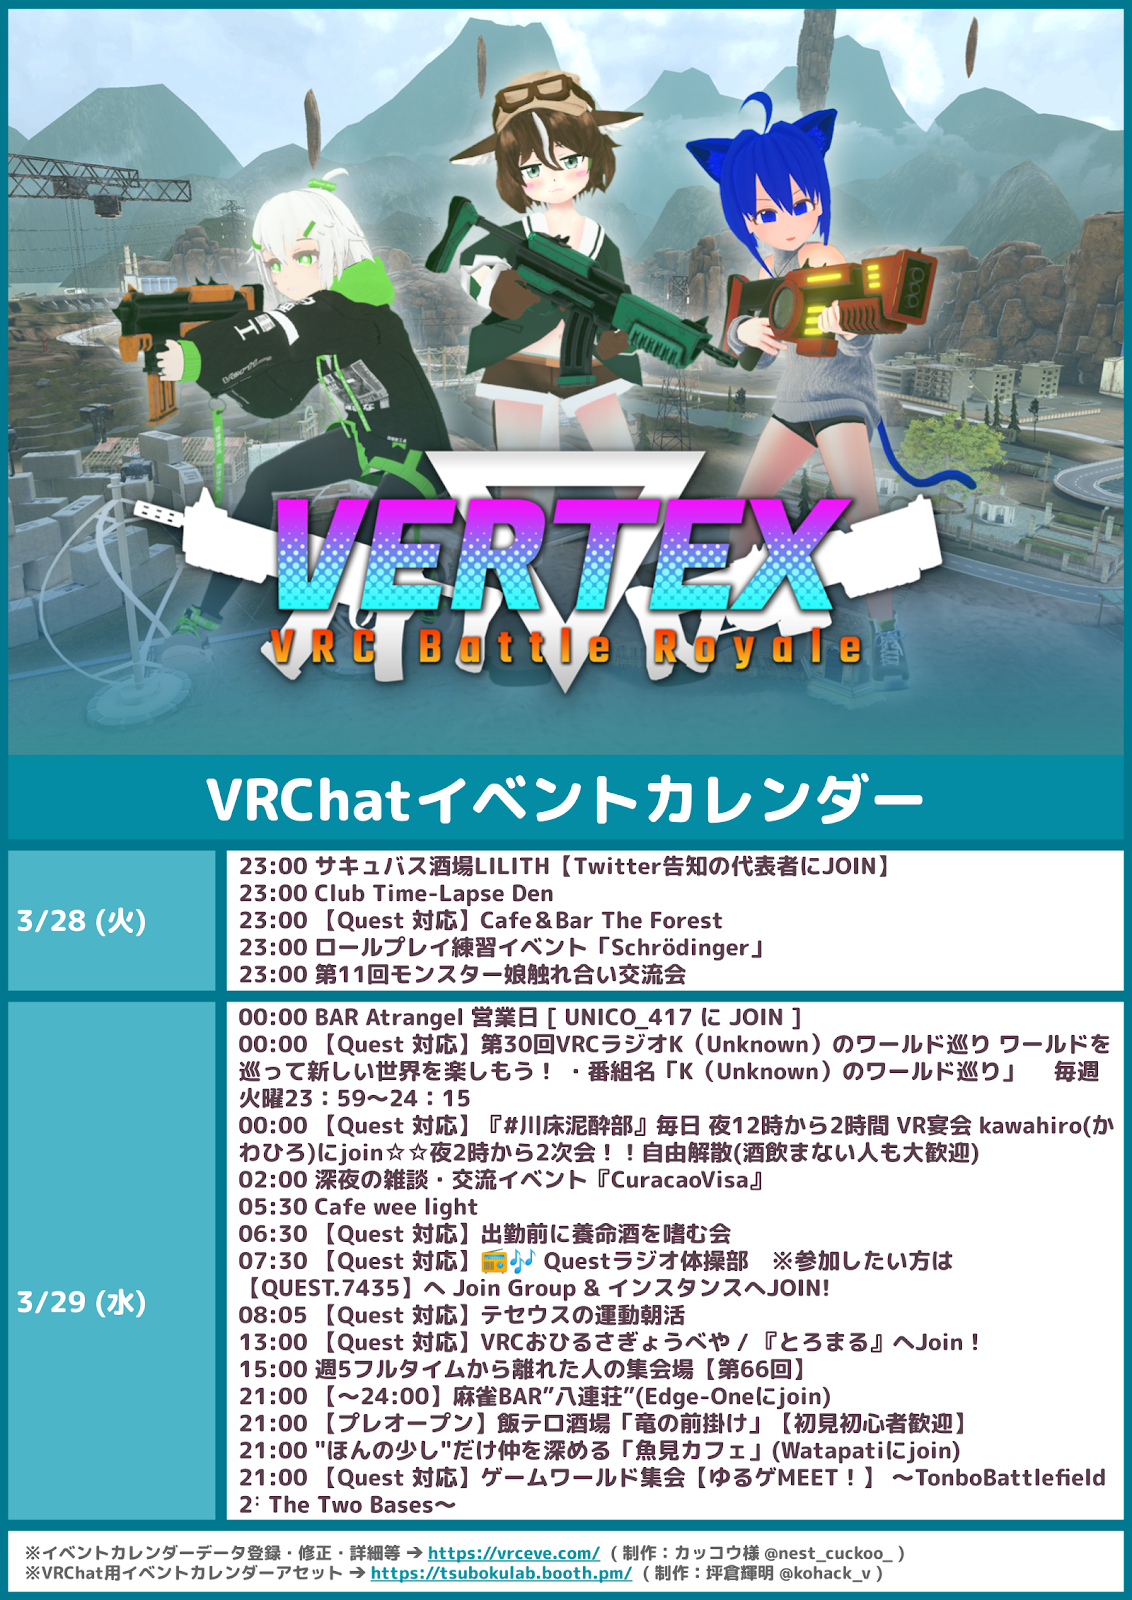 VERTEX
VRC Battle Royale
VRChatイベントカレンダー
3/28 (火)
23:00 サキュバス酒場LILITH【Twitter告知の代表者にJOIN】
23:00 Club Time-Lapse Den
23:00 【Quest 対応】Cafe＆Bar The Forest
23:00 ロールプレイ練習イベント「Schrödinger」
23:00 第11回モンスター娘触れ合い交流会
3/29 (水)
00:00 BAR Atrangel 営業日 [ UNICO_417 に JOIN ]
00:00 【Quest 対応】第30回VRCラジオK（Unknown）のワールド巡り ワールドを
巡って新しい世界を楽しもう！ ・番組名「K（Unknown）のワールド巡り」　 毎週
火曜23：59～24：15
00:00 【Quest 対応】『#川床泥酔部』毎日 夜12時から2時間 VR宴会 kawahiro(か
わひろ)にjoin☆☆夜2時から2次会！！自由解散(酒飲まない人も大歓迎)
02:00 深夜の雑談・交流イベント『CuracaoVisa』
05:30 Cafe wee light
06:30 【Quest 対応】出勤前に養命酒を嗜む会
07:30 【Quest 対応】📻🎶 Questラジオ体操部　※参加したい方は
【QUEST.7435】へ Join Group & インスタンスへJOIN!
08:05 【Quest 対応】テセウスの運動朝活
13:00 【Quest 対応】VRCおひるさぎょうべや / 『とろまる』へJoin！
15:00 週5フルタイムから離れた人の集会場【第66回】
21:00 【～24:00】麻雀BAR”八連荘”(Edge-Oneにjoin)
21:00 【プレオープン】飯テロ酒場「竜の前掛け」【初見初心者歓迎】
21:00 "ほんの少し"だけ仲を深める「魚見カフェ」(Watapatiにjoin)
21:00 【Quest 対応】ゲームワールド集会【ゆるゲMEET！】 ～TonboBattlefield
2: The Two Bases～
※イベントカレンダーデータ登録・修正・詳細等 ➔ https://vrceve.com/ （ 制作：カッコウ様 @nest_cuckoo_ ）
※VRChat用イベントカレンダーアセット ➔ https://tsubokulab.booth.pm/ （ 制作：坪倉輝明 @kohack_v ）